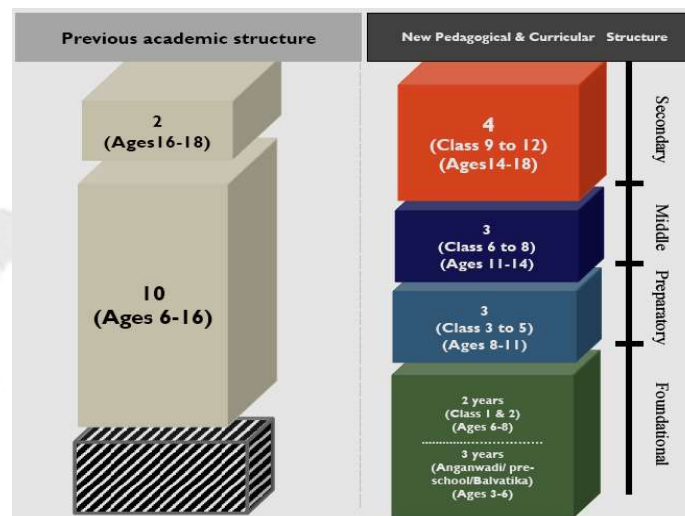 Previous academic structure
New Pedagogical & Curricular Structure
2
(Ages16-18)
10
(Ages 6-16)
4
(Class 9 to 12)
(Ages14-18)
3
(Class 6 to 8)
(Ages 11-14)
3
(Class 3 to 5)
(Ages 8-11)
2 years
(Class 1 & 2)
(Ages 6-8)
3 years
(Anganwadi/ pre-
school/Balvatika)
(Ages 3-6)
Secondary
Middle
Preparatory
Foundational